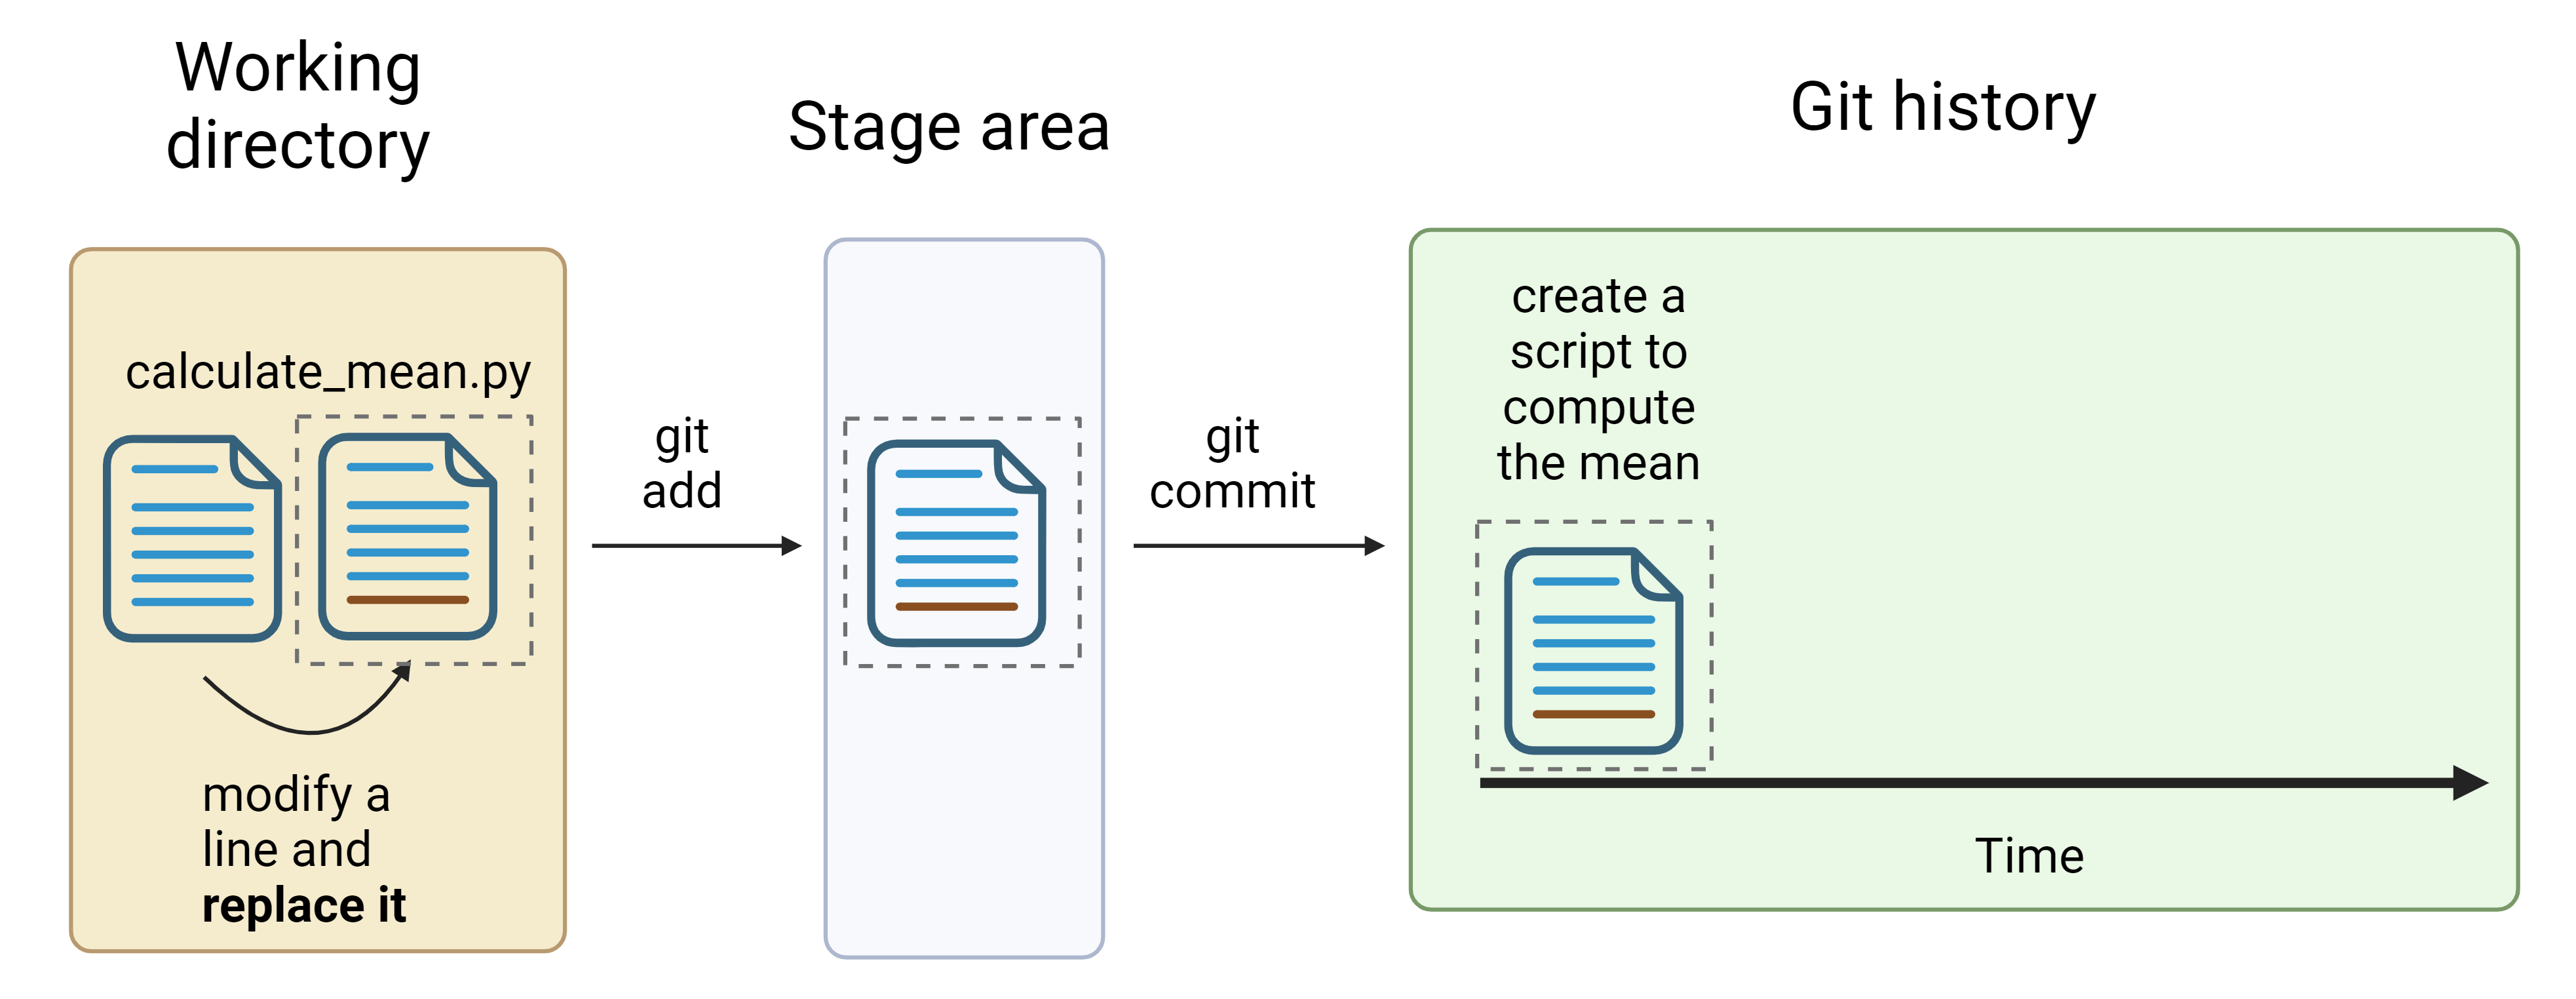 Working
directory
Stage area
Git history
calculate_mean.py
modify a
line and
replace it
git
add
git
commit
create a
script to
compute
the mean
Time